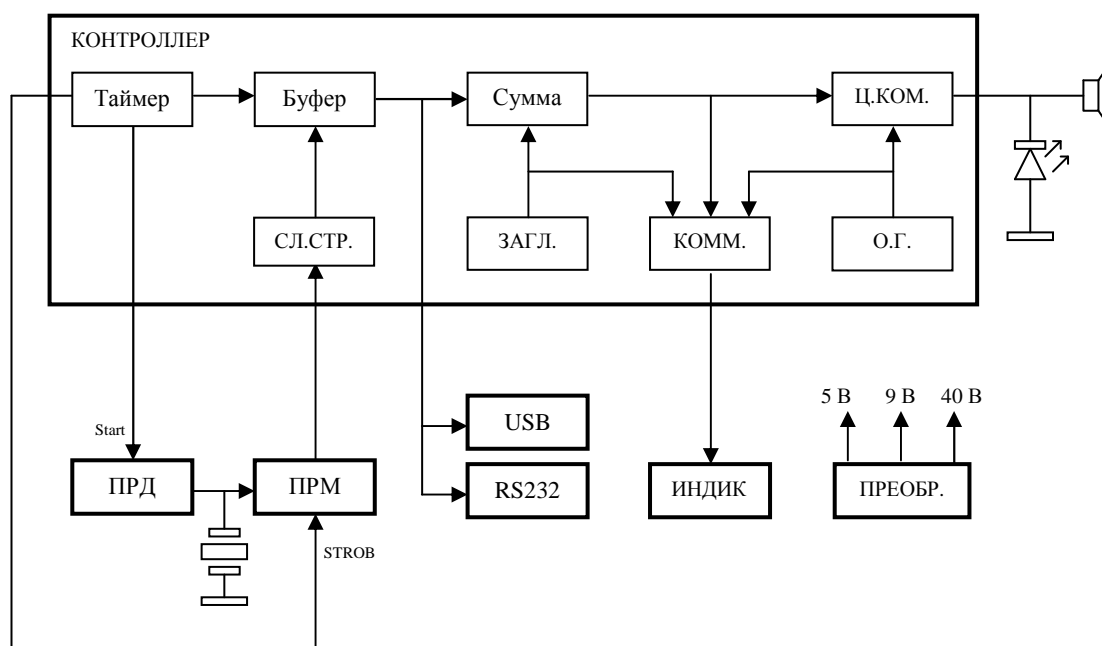 КОНТРОЛЛЕР
Таймер
Буфер
Сумма
Ц.КОМ.
СЛ.СТР.
ЗАГЛ.
КОММ.
О.Г.
5 В
9 В
40 В
Start
USB
ПРД
ПРМ
RS232
ИНДИК
ПРЕОБР.
STROB